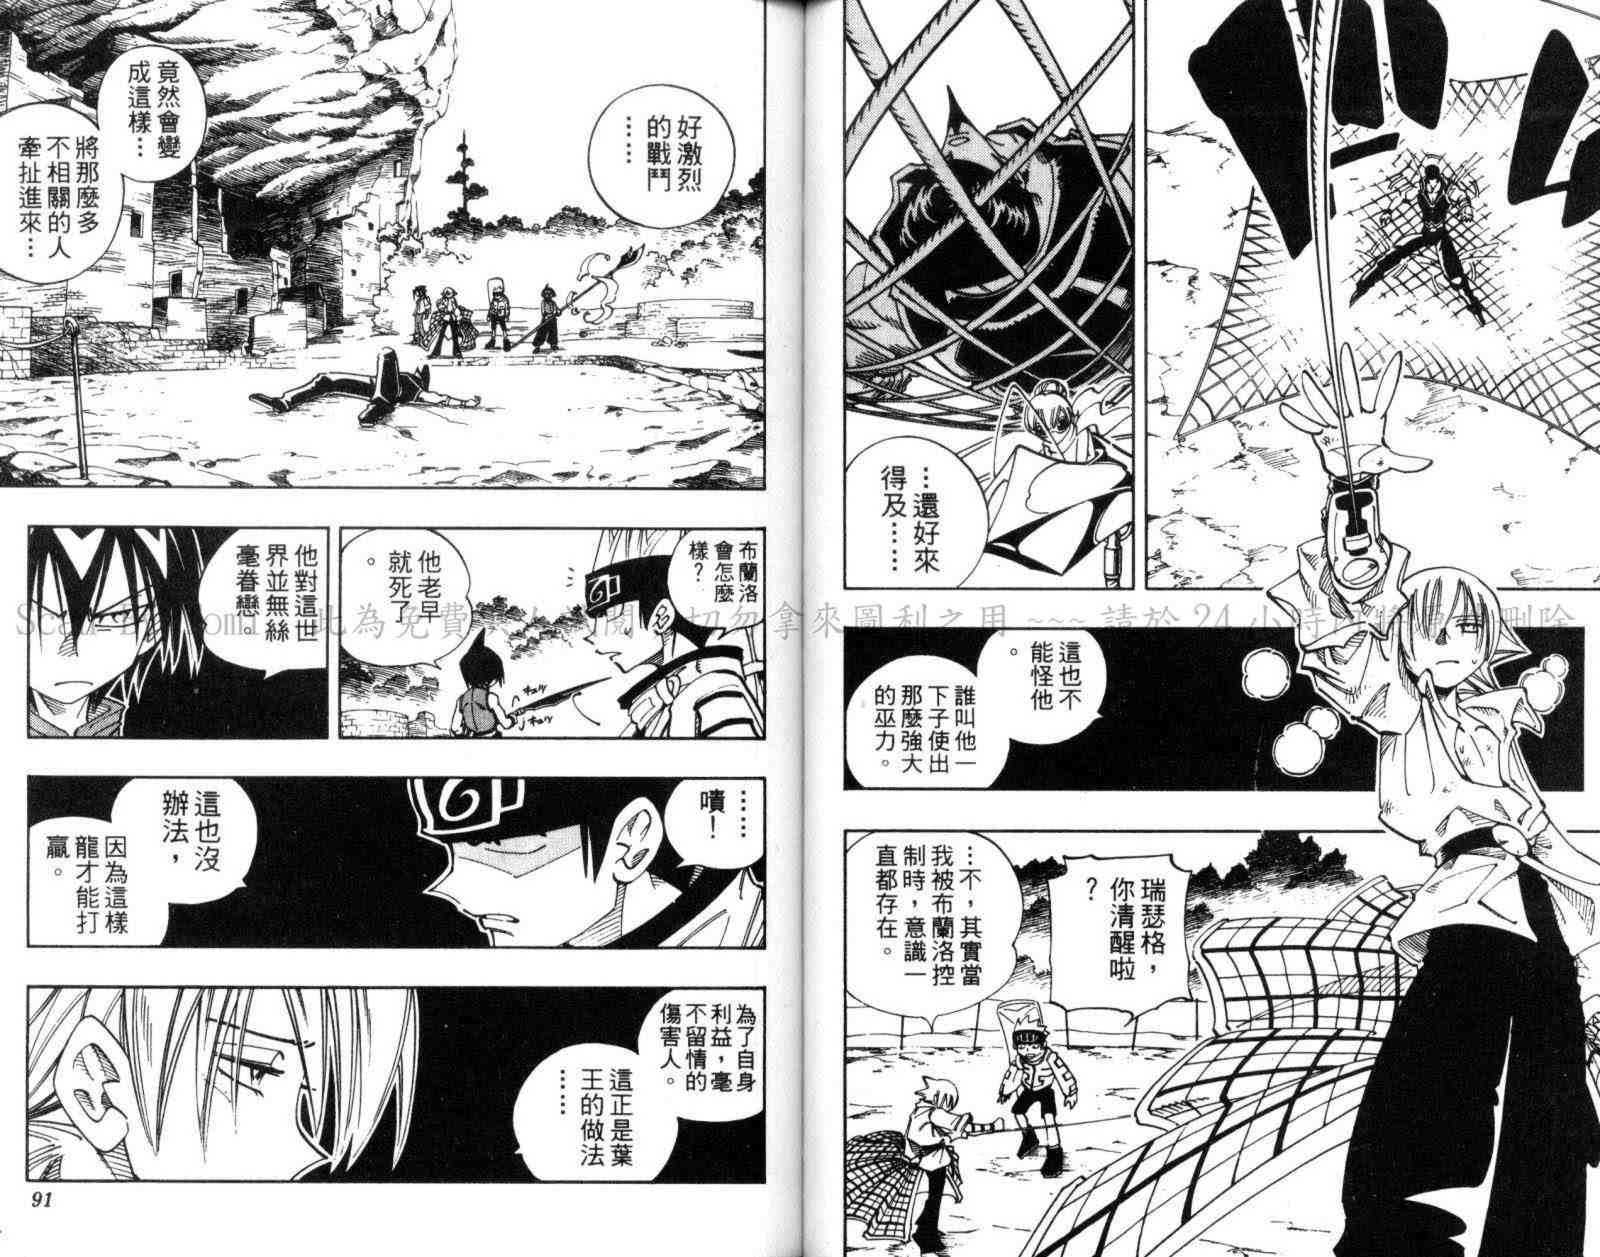 …還好來
得及……
這也不
能怪他
。
誰叫他一
下子使出
那麼強大
的巫力。
瑞瑟格，
你清醒啦
？
…不，其實當
我被布蘭洛控
制時，意識一
直都存在。
好激烈
的戰鬥
……
竟然會變
成這樣…
將那麼多
不相關的人
牽扯進來…
布蘭洛
會怎麼
樣？
他老早
就死了
。
他對這世
界並無絲
毫眷戀。
……
嘖！
這也沒
辦法，
因為這樣
龍才能打
贏。
為了自身
利益，毫
不留情的
傷害人。
這正是葉
王的做法
……
91